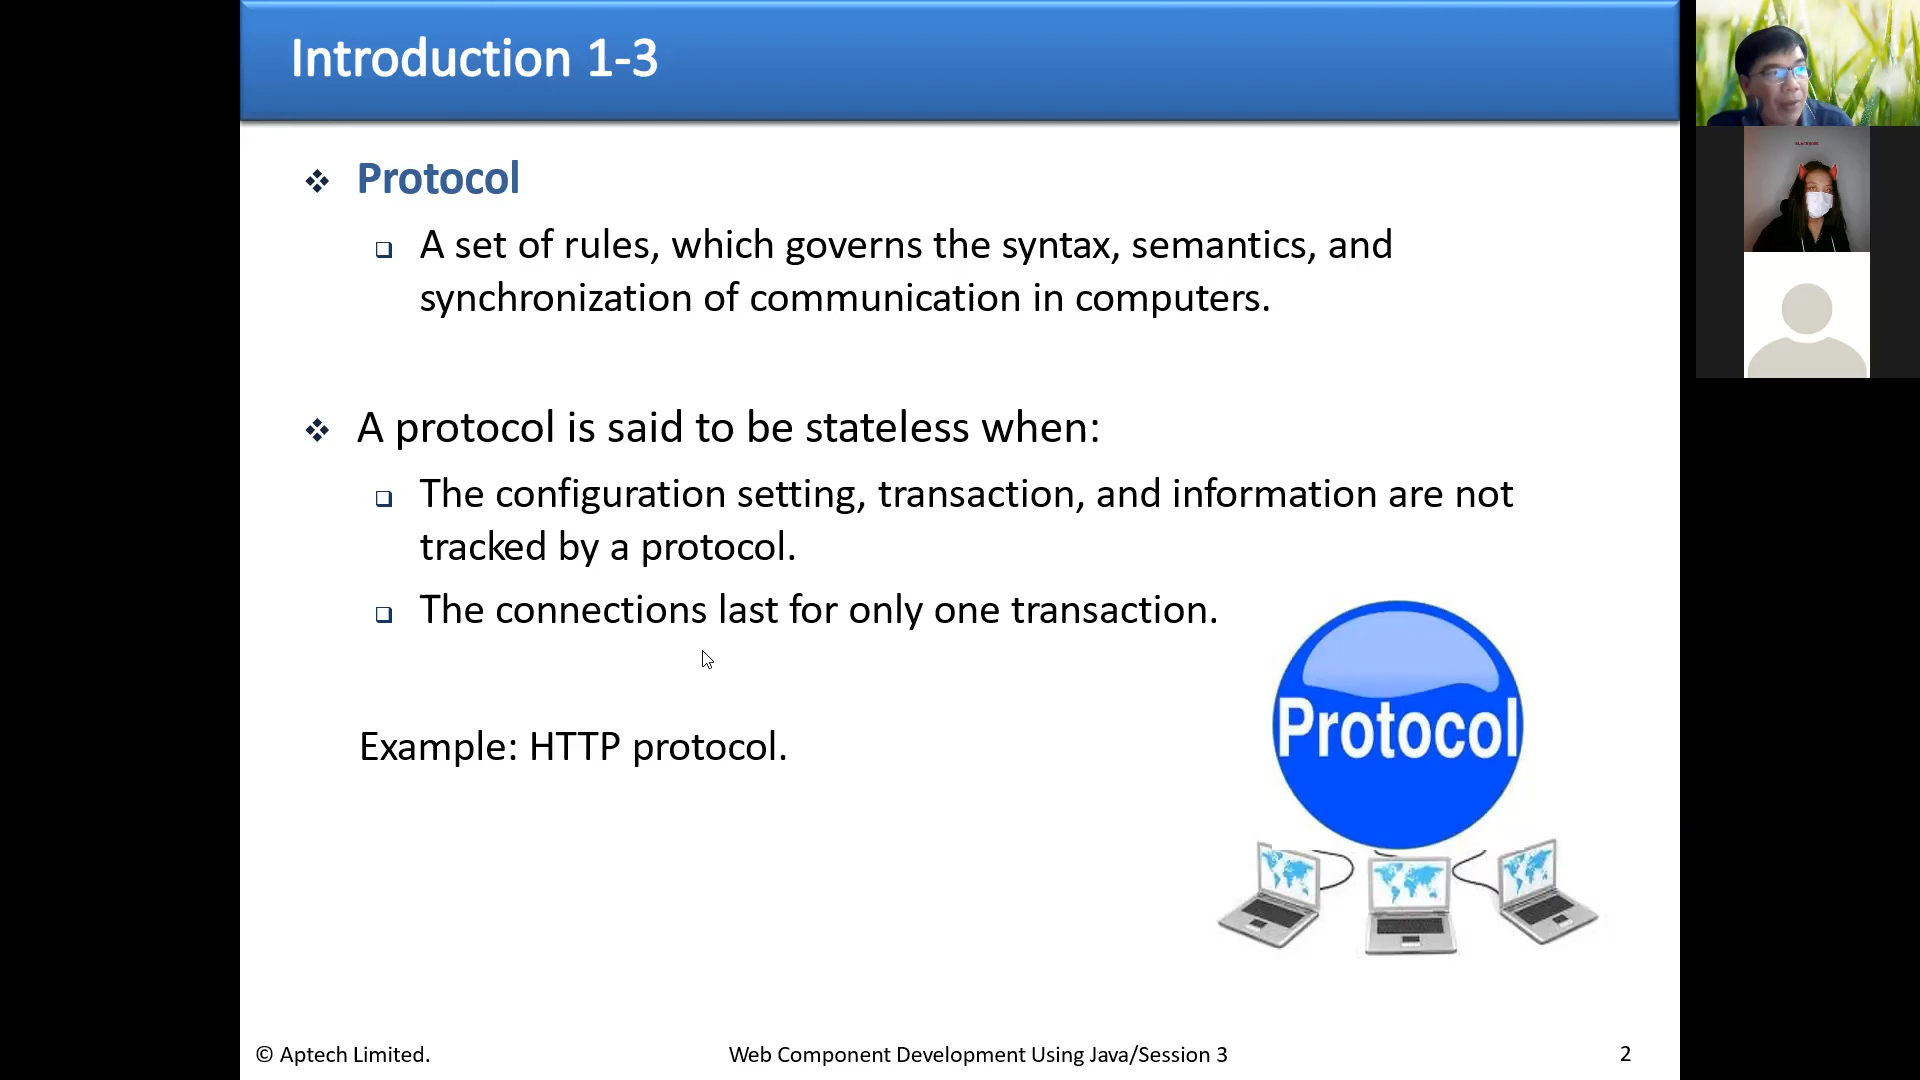 Introduction 1-3
Protocol
A set of rules, which governs the syntax, semantics, and
synchronization of communication in computers.
A protocol is said to be stateless when:
The configuration setting, transaction, and information are not
tracked by a protocol.
The connections last for only one transaction.
Example: HTTP protocol.
Protocol
© Aptech Limited.
Web Component Development Using Java/Session 3
2